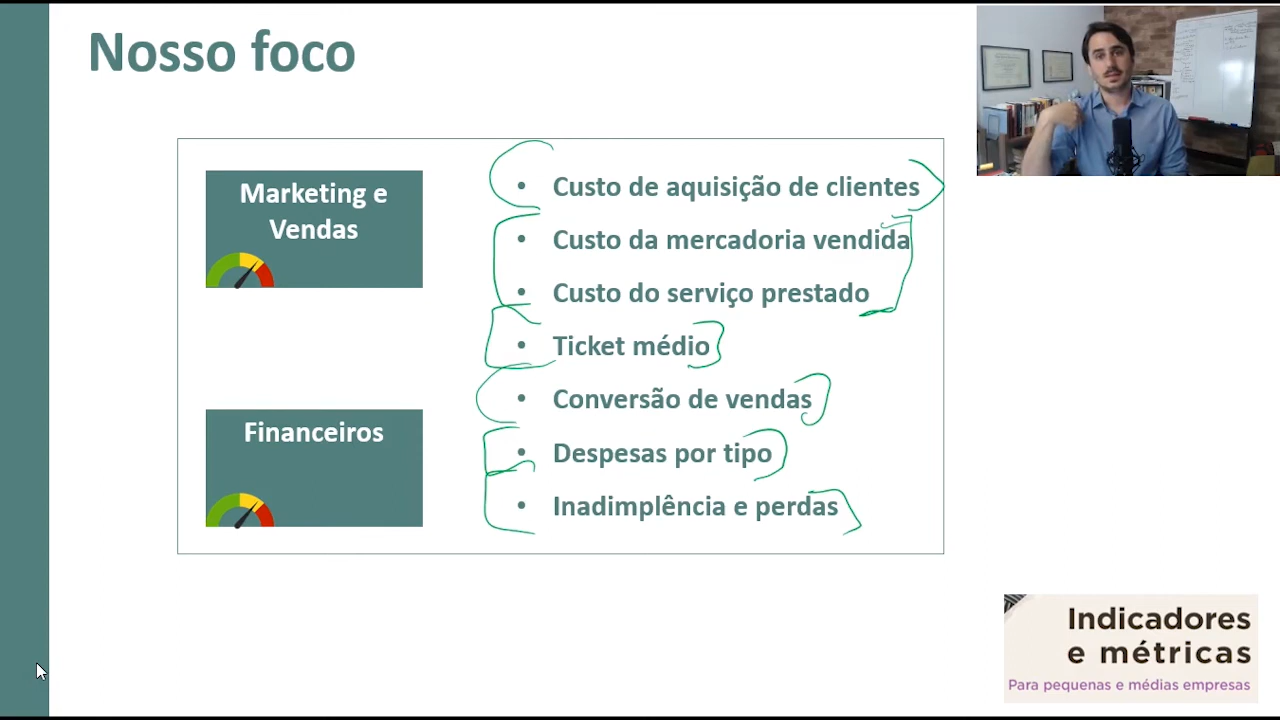 Nosso foco
Marketing e
Vendas
• Custo de aquisição de clientes
• Custo da mercadoria vendida
• Custo do serviço prestado
• Ticket médio
• Conversão de vendas
Financeiros
• Despesas por tipo
• Inadimplência e perdas
Indicadores
e métricas
Para pequenas e médias empresas